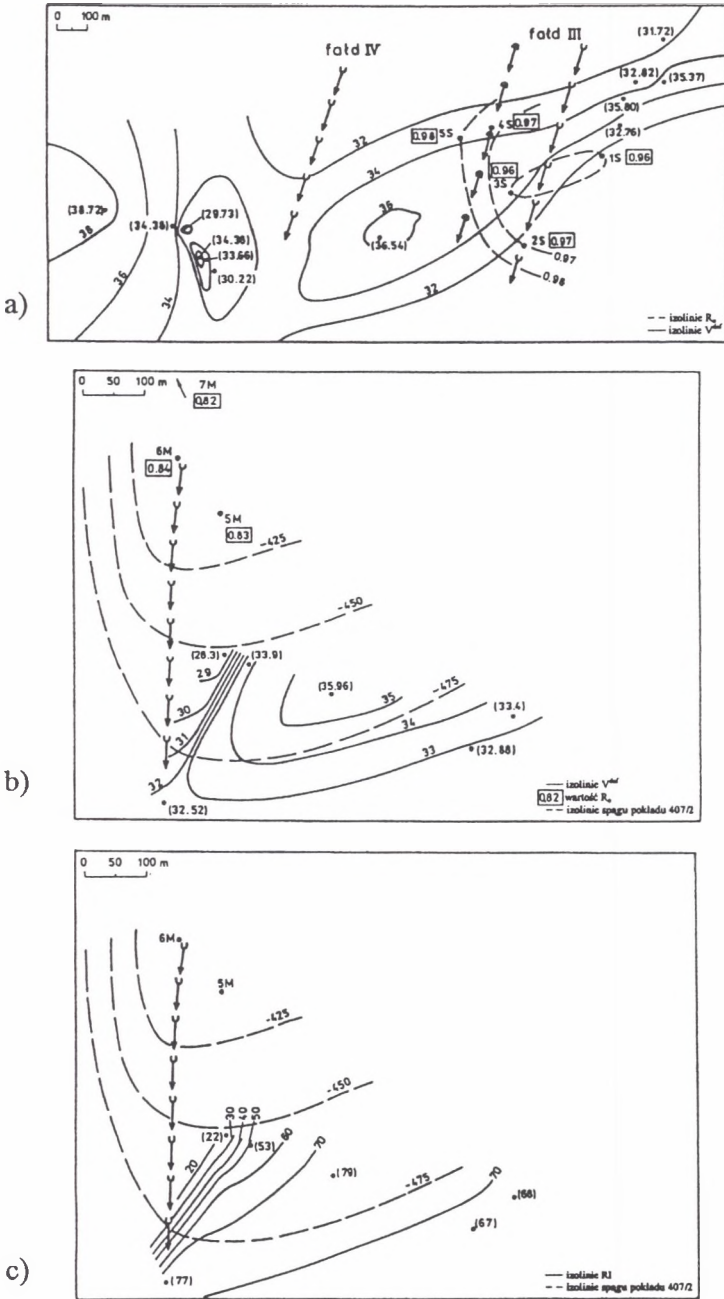 a)
0 100 m
fałd IV
fałd III
(31.72)
(32.82)
(35.37)
(35.80)
(32.76)
0.98 5S
4S 0.97
0.96
3S
1S 0.96
2S 0.97
0.97
0.98
32
34
36
(36.54)
32
(38.72)
38
36
34
(34.38)
(29.73)
(34.38)
(33.66)
(30.22)
izolinie Rₒ
izolinie Vᵈᵃᶠ
b)
0 50 100 m
7M
0.82
6M
0.84
5M
0.83
-425
-450
-475
(28.3)
(33.9)
29
30
31
32
(32.52)
(35.96)
35
34
33
(33.4)
(32.88)
izolinie Vᵈᵃᶠ
0.82 wartość Rₒ
izolinie spągu pokładu 407/2
c)
0 50 100 m
6M
5M
-425
-450
-475
(22)
20
30
40
50
(53)
60
70
(79)
70
(68)
(67)
(77)
izolinie RI
izolinie spągu pokładu 407/2